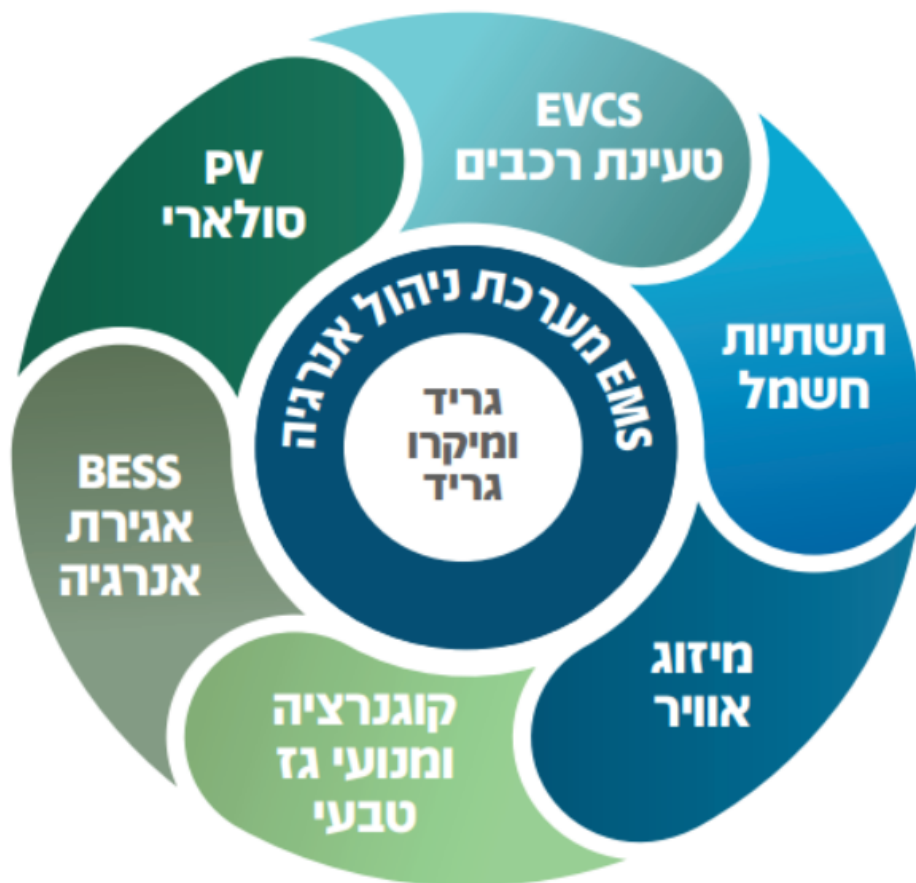 EVCS
טעינת רכבים
תשתיות
חשמל
מיזוג
אוויר
קוגנרציה
ומנועי גז
טבעי
BESS
אגירת
אנרגיה
PV
סולארי
EMS מערכת ניהול אנרגיה
גריד
ומיקרו
גריד